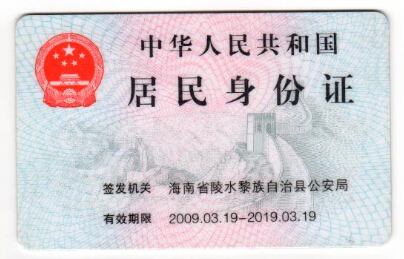 中华人民共和国
居民身份证
签发机关 海南省陵水黎族自治县公安局
有效期限 2009.03.19-2019.03.19